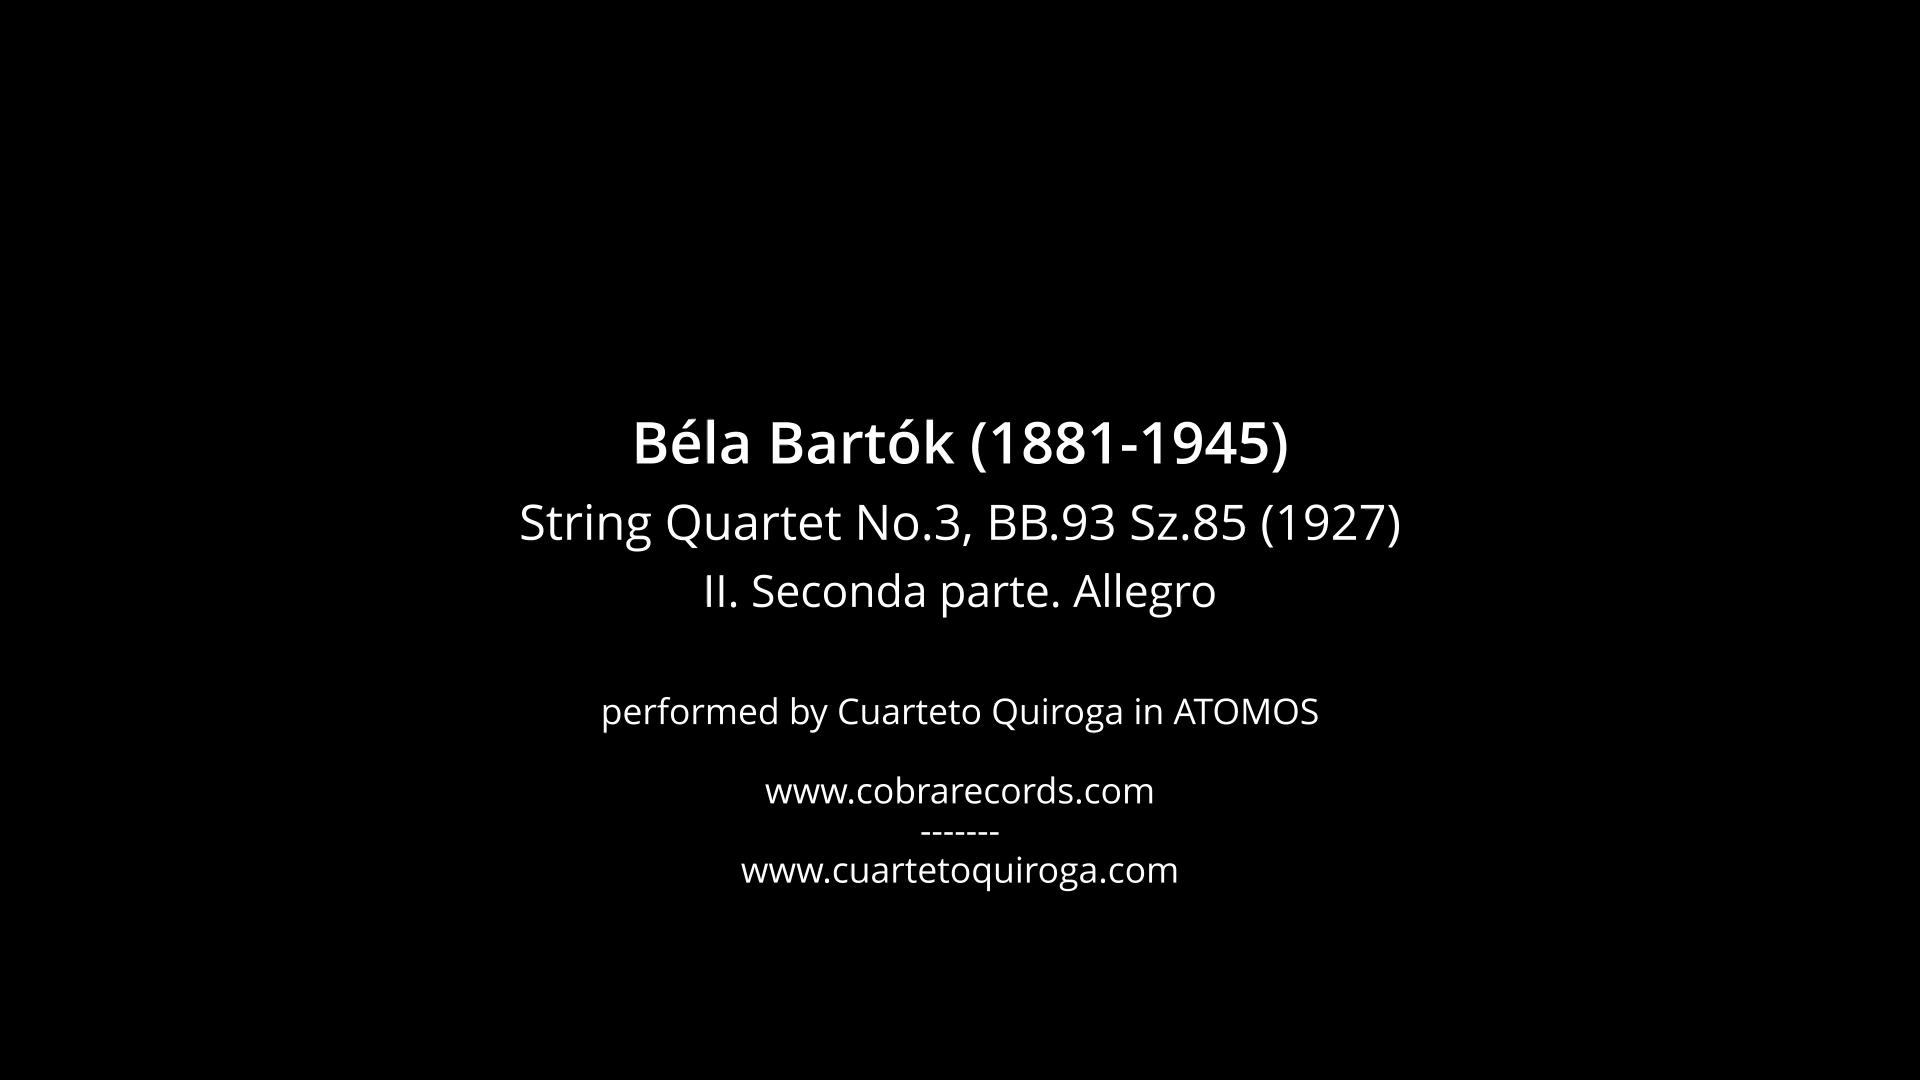 Béla Bartók (1881-1945)
String Quartet No.3, BB.93 Sz.85 (1927)
II. Seconda parte. Allegro
performed by Cuarteto Quiroga in ATOMOS
www.cobrarecords.com
-------
www.cuartetoquiroga.com